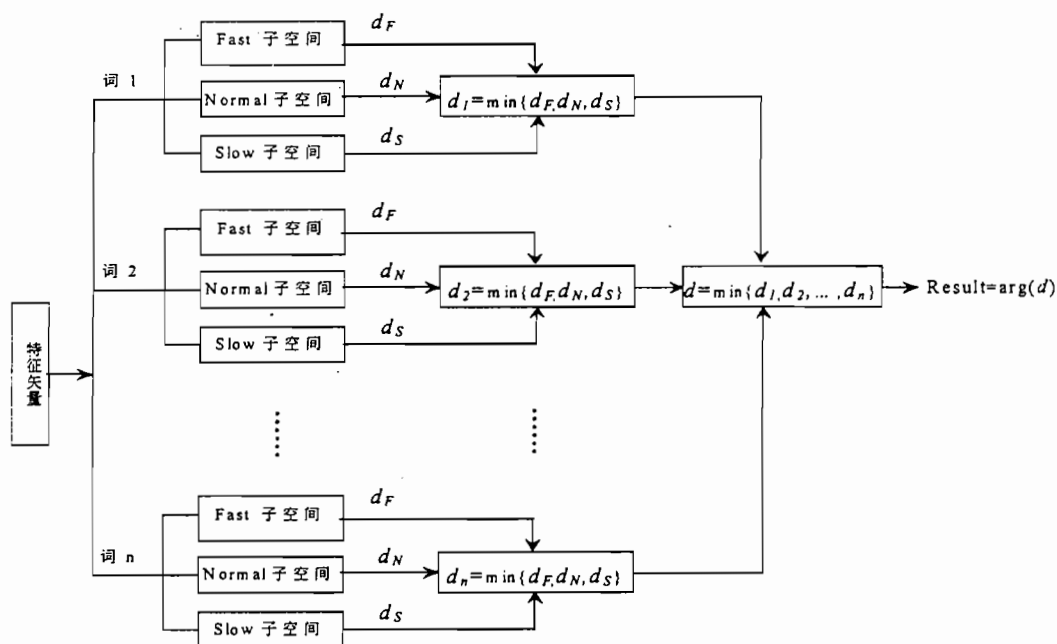 特征矢量
词 1
Fast 子空间
d_F
Normal 子空间
d_N
Slow 子空间
d_S
d_1=min{d_F,d_N,d_S}
词 2
Fast 子空间
d_F
Normal 子空间
d_N
Slow 子空间
d_S
d_2=min{d_F,d_N,d_S}
d=min{d_1,d_2,...,d_n}
Result=arg(d)
......
......
词 n
Fast 子空间
d_F
Normal 子空间
d_N
Slow 子空间
d_S
d_n=min{d_F,d_N,d_S}